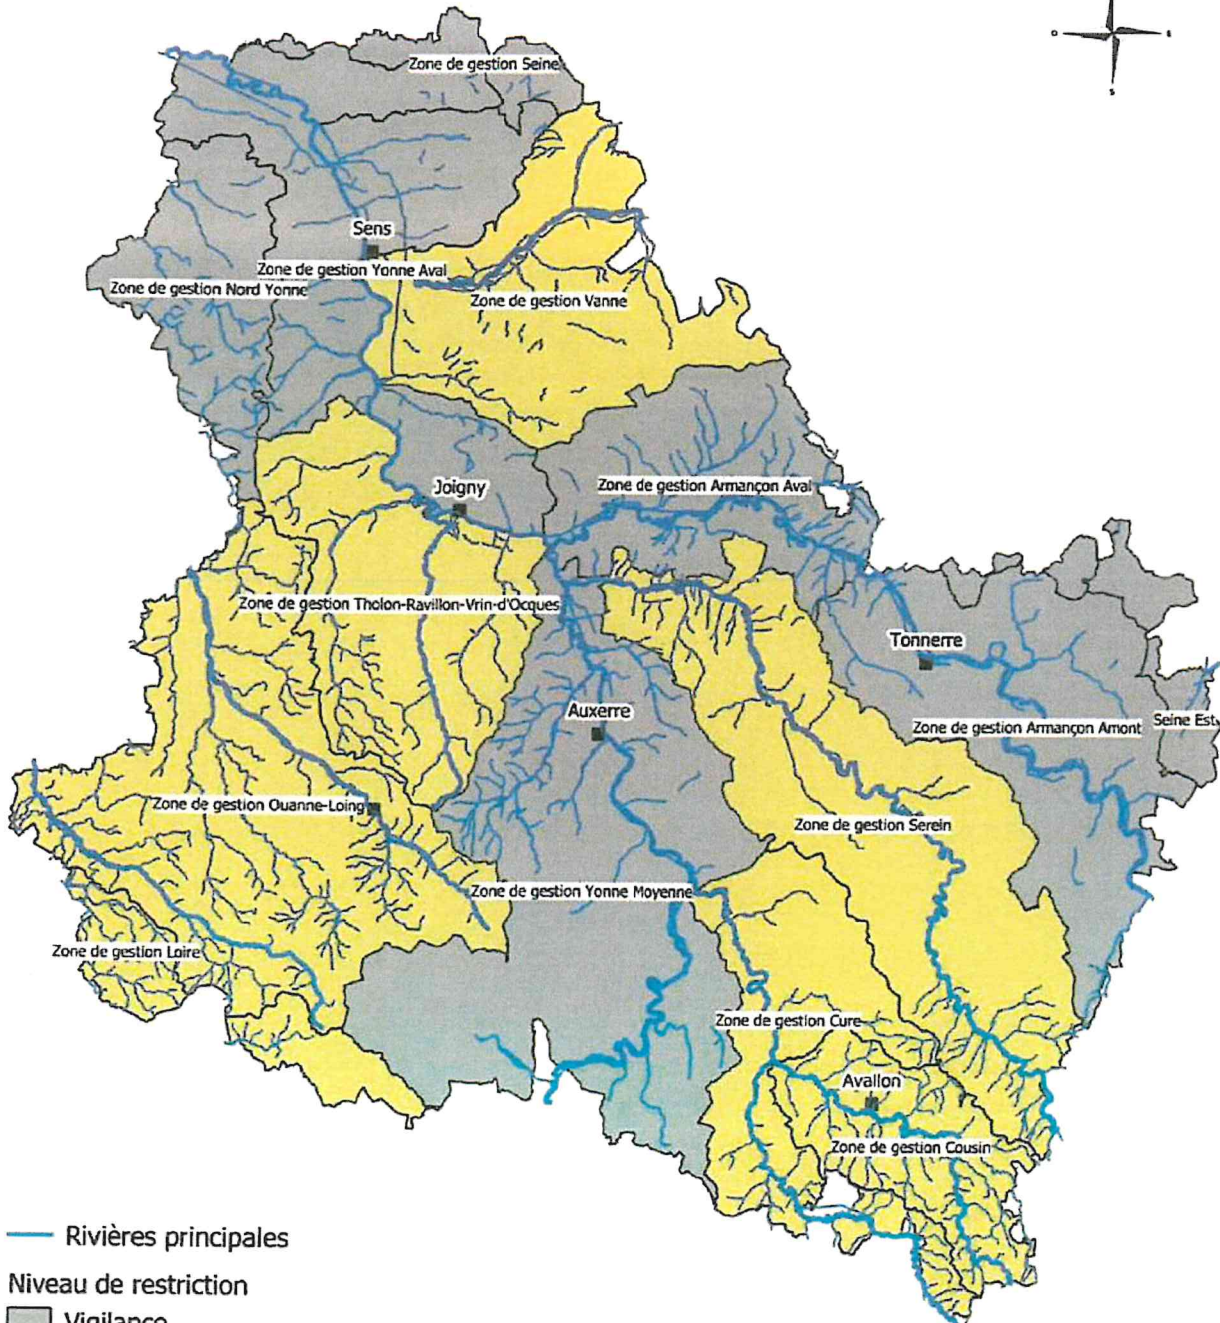 Zone de gestion Seine
O
E
S
Sens
Zone de gestion Yonne Aval
Zone de gestion Nord Yonne
Zone de gestion Vanne
Joigny
Zone de gestion Armançon Aval
Zone de gestion Tholon-Ravillon-Vrin-d'Ocques
Tonnerre
Auxerre
Zone de gestion Armançon Amont
Seine Est
Zone de gestion Ouanne-Loing
Zone de gestion Serein
Zone de gestion Yonne Moyenne
Zone de gestion Loire
Zone de gestion Cure
Avallon
Zone de gestion Cousin
Rivières principales
Niveau de restriction
Vigilance